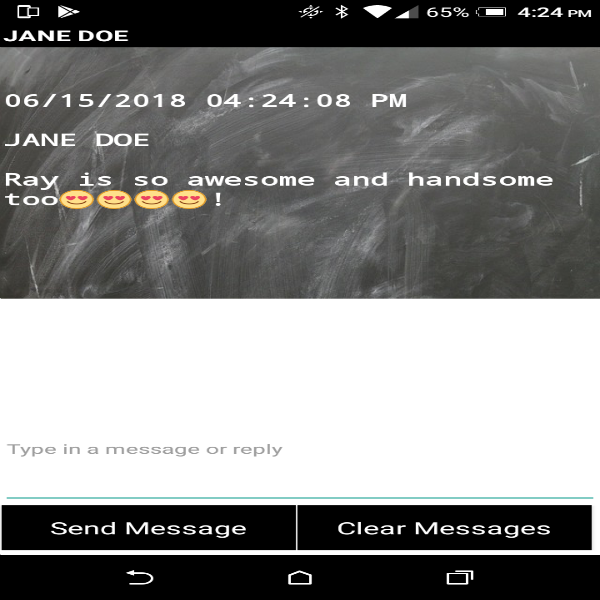 65% 4:24 PM
JANE DOE
06/15/2018 04:24:08 PM
JANE DOE
Ray is so awesome and handsome
too😍😍😍😍!
Type in a message or reply
Send Message
Clear Messages